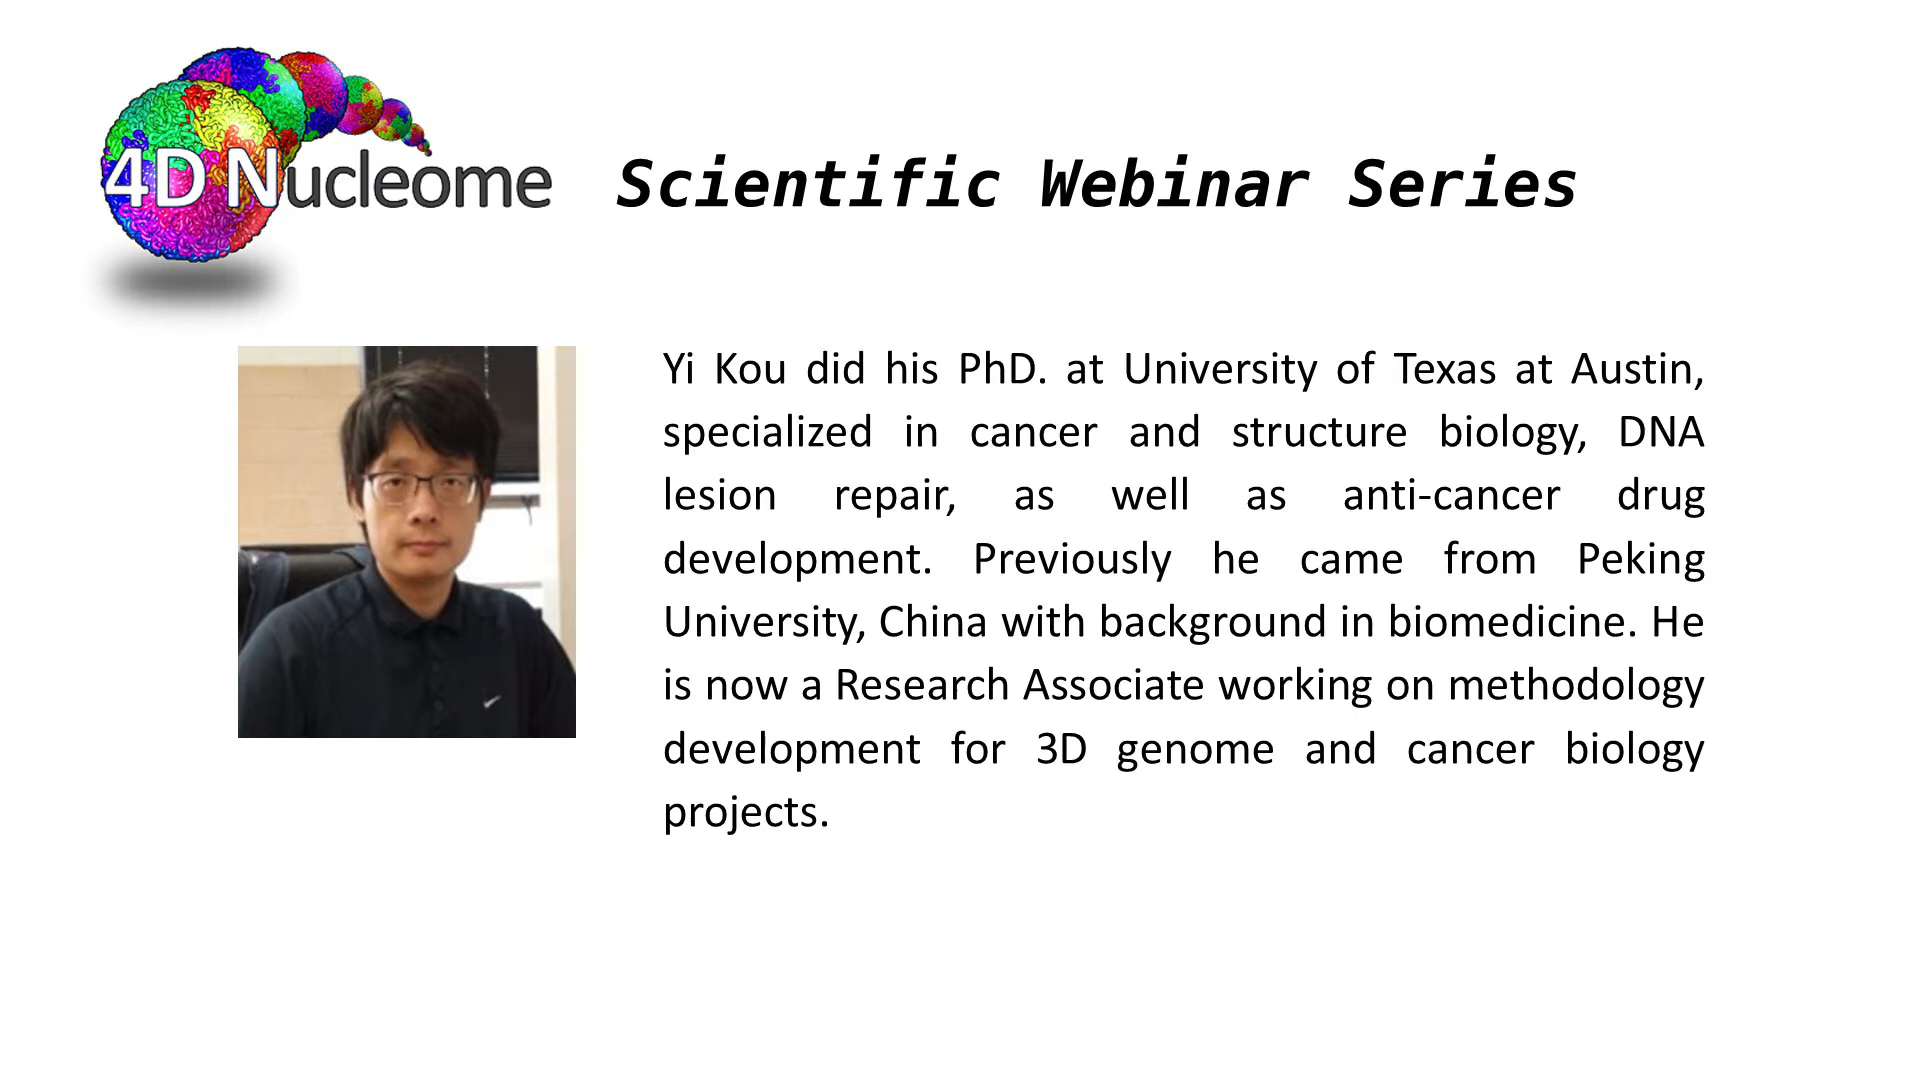 4D Nucleome
Scientific Webinar Series
Yi Kou did his PhD. at University of Texas at Austin,
specialized in cancer and structure biology, DNA
lesion repair, as well as anti-cancer drug
development. Previously he came from Peking
University, China with background in biomedicine. He
is now a Research Associate working on methodology
development for 3D genome and cancer biology
projects.